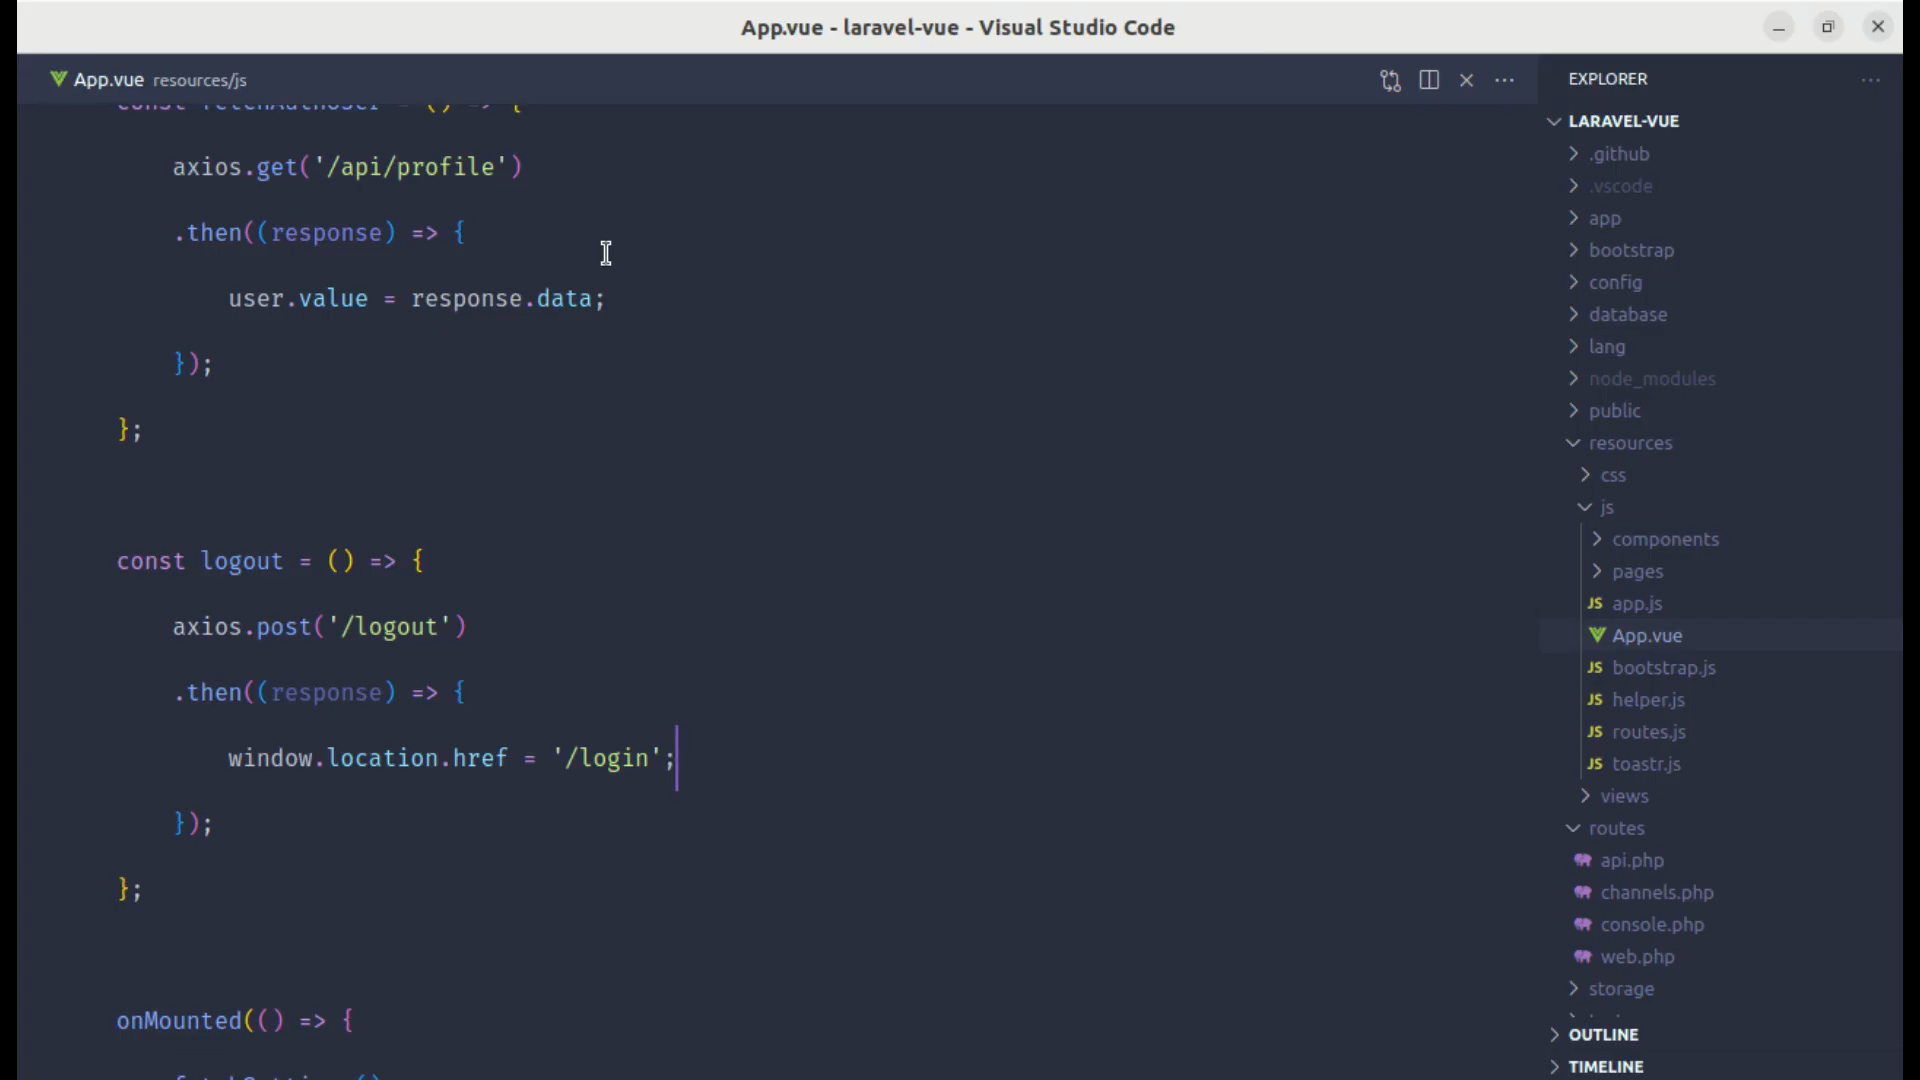 App.vue - laravel-vue - Visual Studio Code
App.vue resources/js
const fetchAuthUser = () => {
axios.get('/api/profile')
.then((response) => {
user.value = response.data;
});
};
const logout = () => {
axios.post('/logout')
.then((response) => {
window.location.href = '/login';
});
};
onMounted(() => {
EXPLORER
LARAVEL-VUE
.github
.vscode
app
bootstrap
config
database
lang
node_modules
public
resources
css
js
components
pages
JS app.js
App.vue
JS bootstrap.js
JS helper.js
JS routes.js
JS toastr.js
views
routes
api.php
channels.php
console.php
web.php
storage
OUTLINE
TIMELINE